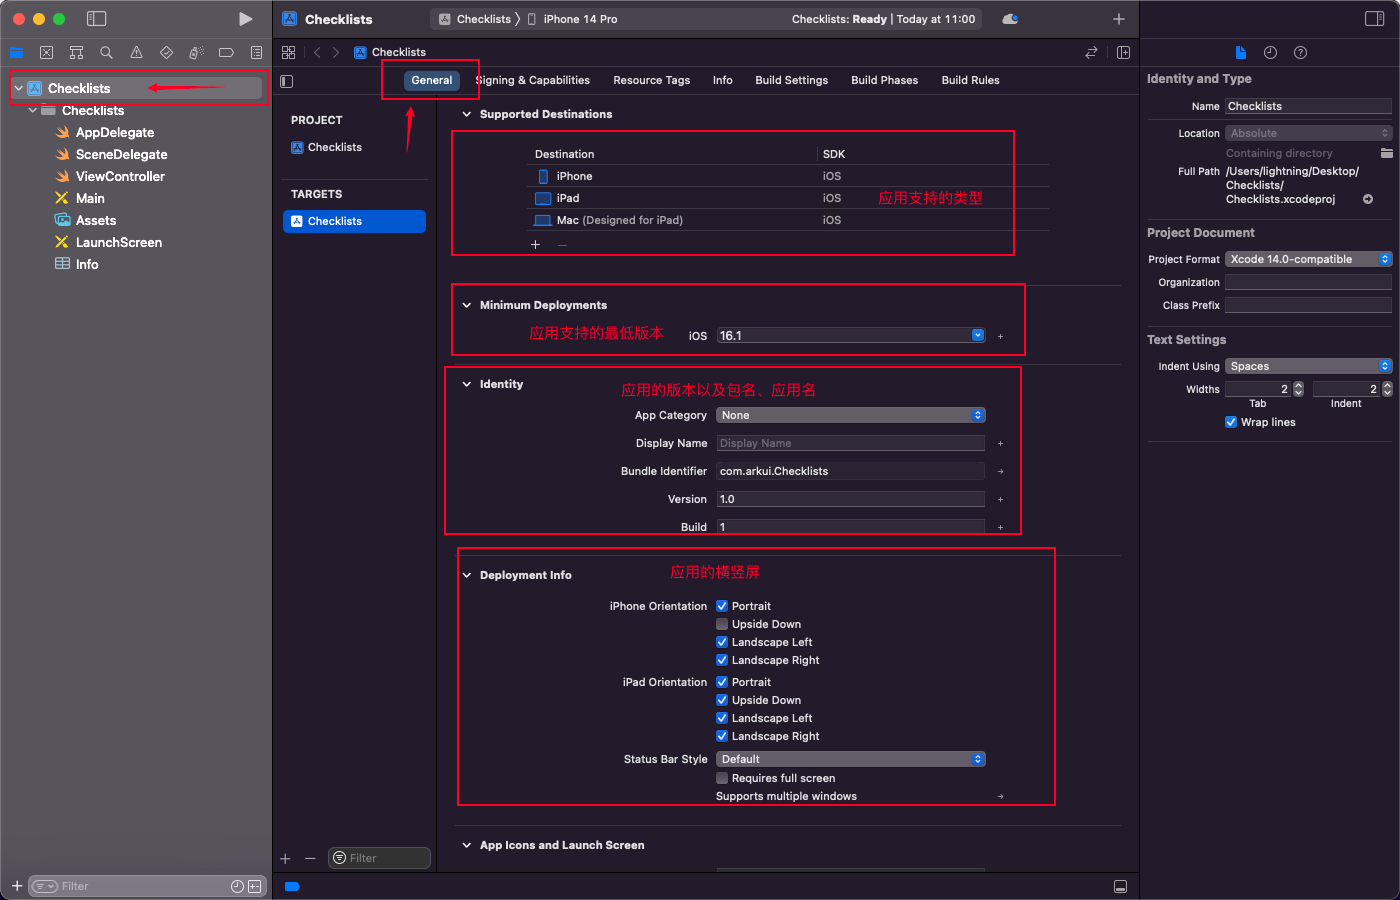 Checklists
Checklists 〉 iPhone 14 Pro
Checklists: Ready | Today at 11:00
Checklists
Checklists
AppDelegate
SceneDelegate
ViewController
Main
Assets
LaunchScreen
Info
Filter
Checklists
General
Signing & Capabilities
Resource Tags
Info
Build Settings
Build Phases
Build Rules
PROJECT
Checklists
TARGETS
Checklists
Filter
Supported Destinations
Destination SDK
iPhone iOS
iPad iOS
应用支持的类型
Mac (Designed for iPad) iOS
Minimum Deployments
应用支持的最低版本
iOS 16.1
Identity
应用的版本以及包名、应用名
App Category None
Display Name Display Name
Bundle Identifier com.arkui.Checklists
Version 1.0
Build 1
Deployment Info
应用的横竖屏
iPhone Orientation Portrait
Upside Down
Landscape Left
Landscape Right
iPad Orientation Portrait
Upside Down
Landscape Left
Landscape Right
Status Bar Style Default
Requires full screen
Supports multiple windows
App Icons and Launch Screen
Identity and Type
Name Checklists
Location Absolute
Containing directory
Full Path /Users/lightning/Desktop/
Checklists/
Checklists.xcodeproj
Project Document
Project Format Xcode 14.0-compatible
Organization
Class Prefix
Text Settings
Indent Using Spaces
Widths 2 2
Tab Indent
Wrap lines